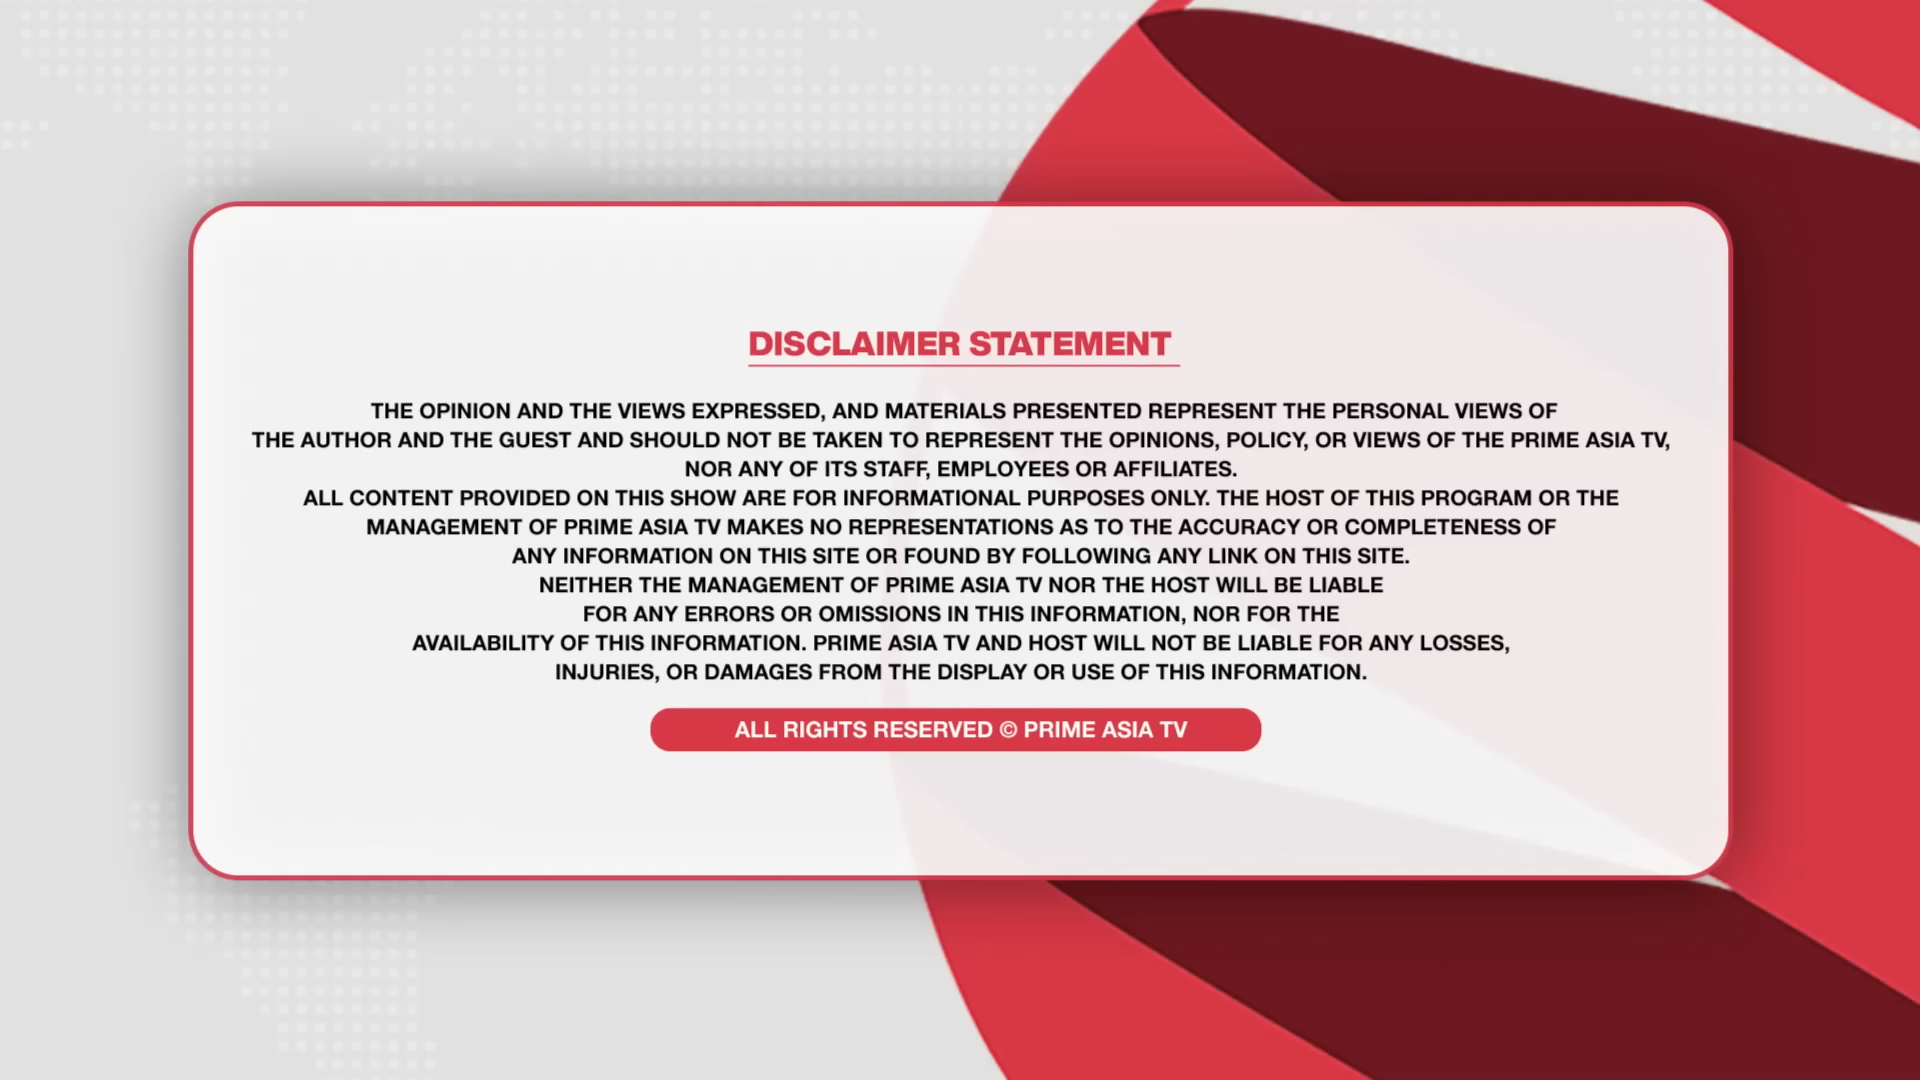 DISCLAIMER STATEMENT
THE OPINION AND THE VIEWS EXPRESSED, AND MATERIALS PRESENTED REPRESENT THE PERSONAL VIEWS OF
THE AUTHOR AND THE GUEST AND SHOULD NOT BE TAKEN TO REPRESENT THE OPINIONS, POLICY, OR VIEWS OF THE PRIME ASIA TV,
NOR ANY OF ITS STAFF, EMPLOYEES OR AFFILIATES.
ALL CONTENT PROVIDED ON THIS SHOW ARE FOR INFORMATIONAL PURPOSES ONLY. THE HOST OF THIS PROGRAM OR THE
MANAGEMENT OF PRIME ASIA TV MAKES NO REPRESENTATIONS AS TO THE ACCURACY OR COMPLETENESS OF
ANY INFORMATION ON THIS SITE OR FOUND BY FOLLOWING ANY LINK ON THIS SITE.
NEITHER THE MANAGEMENT OF PRIME ASIA TV NOR THE HOST WILL BE LIABLE
FOR ANY ERRORS OR OMISSIONS IN THIS INFORMATION, NOR FOR THE
AVAILABILITY OF THIS INFORMATION. PRIME ASIA TV AND HOST WILL NOT BE LIABLE FOR ANY LOSSES,
INJURIES, OR DAMAGES FROM THE DISPLAY OR USE OF THIS INFORMATION.
ALL RIGHTS RESERVED © PRIME ASIA TV